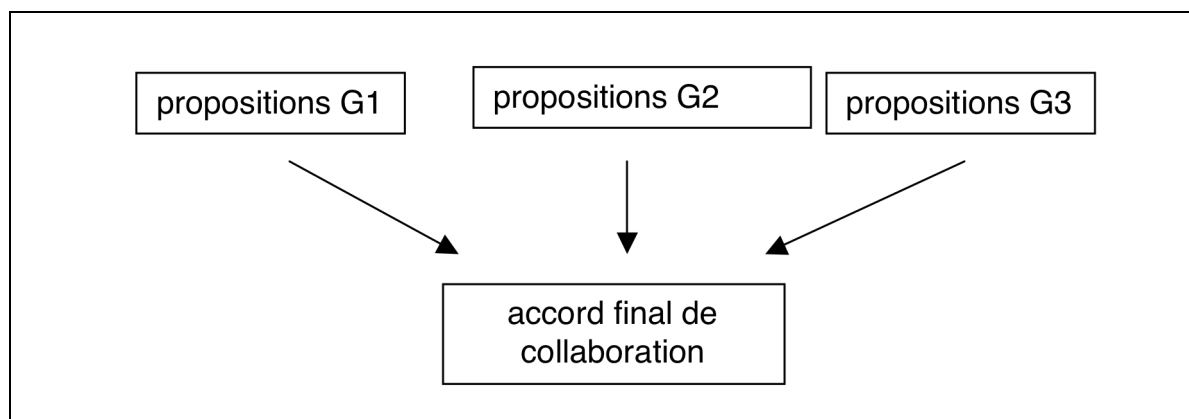 propositions G1
propositions G2
propositions G3
accord final de
collaboration